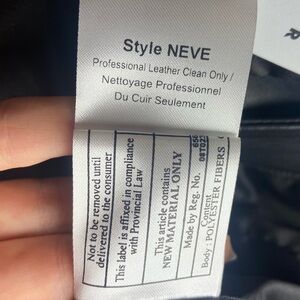 Style NEVE
Professional Leather Clean Only /
Nettoyage Professionnel
Du Cuir Seulement
Not to be removed until
delivered to the consumer
This label is affixed in compliance
with Provincial Law
This article contains
NEW MATERIAL ONLY
Made by Reg. No.
Content
Body: POLYESTER FIBERS